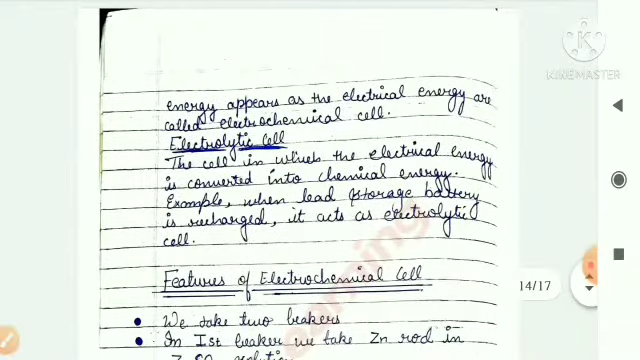 energy appears as the electrical energy are
called electrochemical cell.
Electrolytic cell
The cell in which the electrical energy
is converted into chemical energy.
Example, when lead storage battery
is recharged, it acts as electrolytic
cell.
Features of Electrochemical Cell
• We take two beakers
• In Ist beaker we take Zn rod in
solution
learning
KINEMASTER
14/17